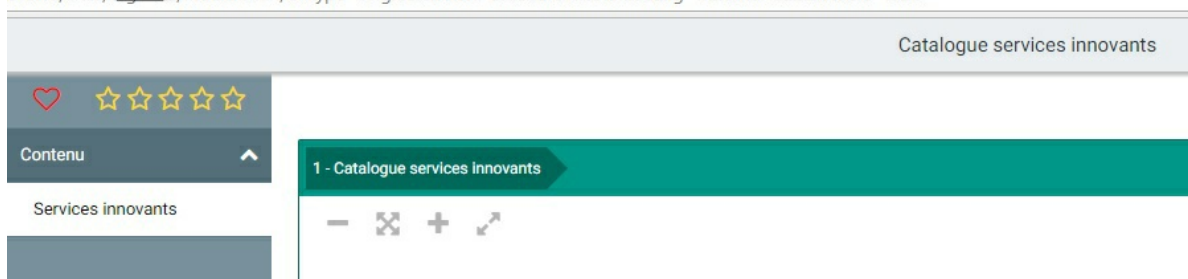 Catalogue services innovants
Contenu
1 - Catalogue services innovants
Services innovants